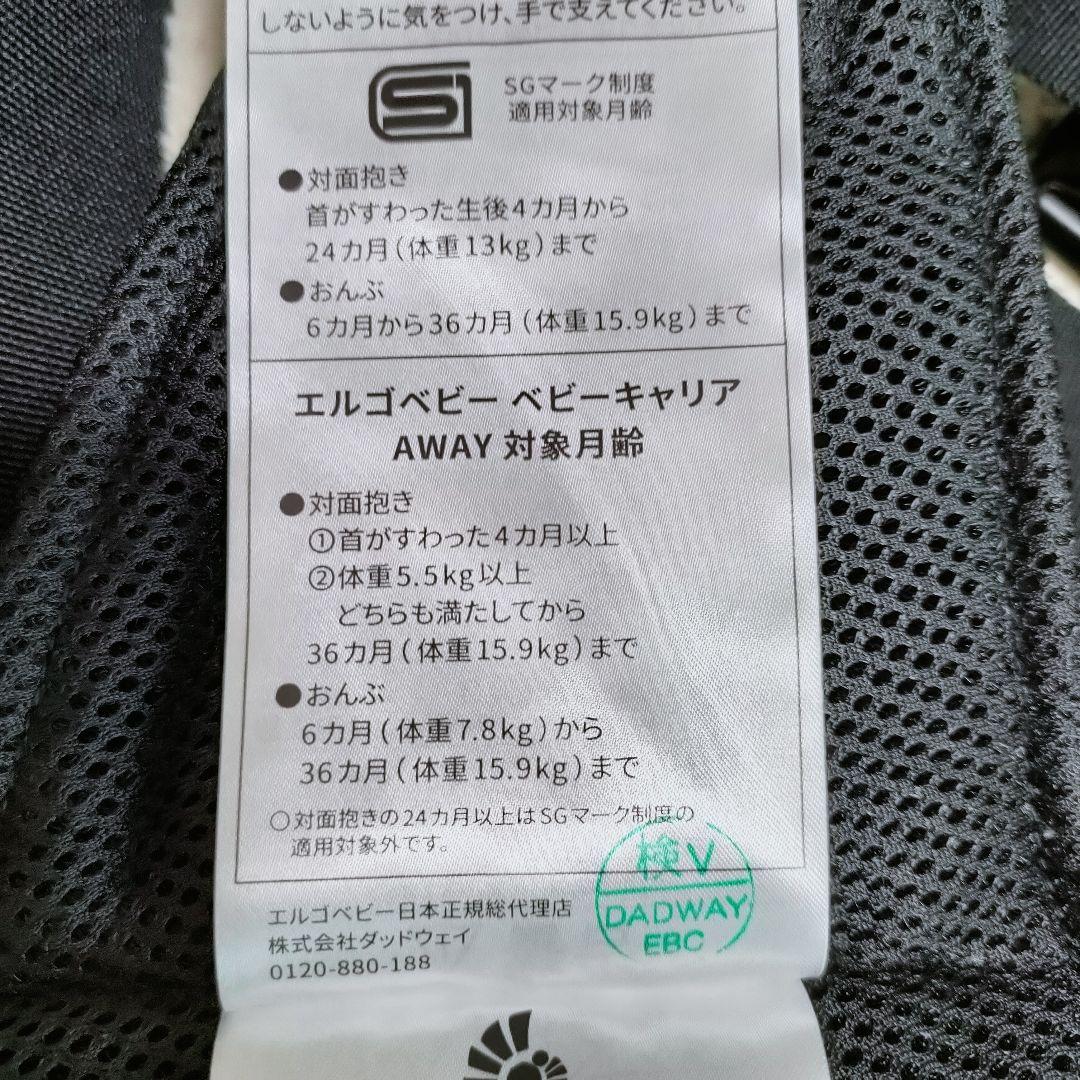 しないように気をつけ、手で支えてください。
SGマーク制度
適用対象月齢
●対面抱き
首がすわった生後4カ月から
24カ月(体重13kg)まで
●おんぶ
6カ月から36カ月(体重15.9kg)まで
エルゴベビー ベビーキャリア
AWAY 対象月齢
●対面抱き
①首がすわった4カ月以上
②体重5.5kg以上
どちらも満たしてから
36カ月(体重15.9kg)まで
●おんぶ
6カ月(体重7.8kg)から
36カ月(体重15.9kg)まで
○対面抱きの24カ月以上はSGマーク制度の
適用対象外です。
検V
DADWAY
EBC
エルゴベビー日本正規総代理店
株式会社ダッドウェイ
0120-880-188